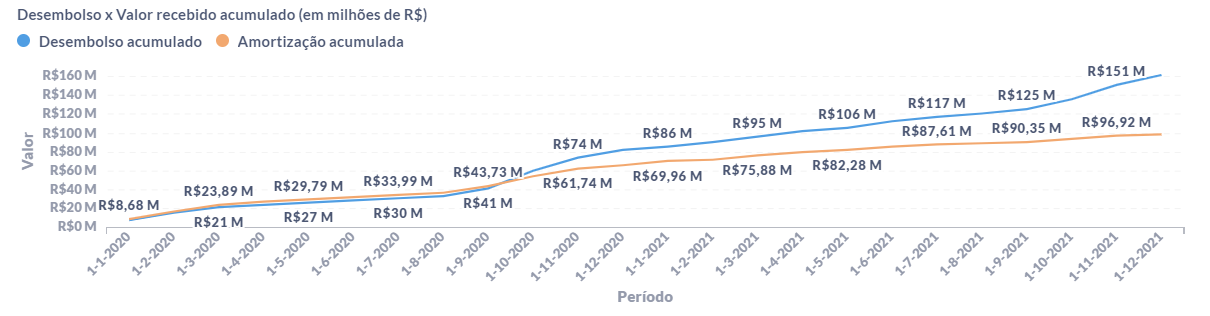 Desembolso x Valor recebido acumulado (em milhões de R$)
Desembolso acumulado
Amortização acumulada
Valor
R$160 M
R$140 M
R$120 M
R$100 M
R$80 M
R$60 M
R$40 M
R$20 M
R$0 M
R$8,68 M
R$23,89 M
R$21 M
R$29,79 M
R$27 M
R$33,99 M
R$30 M
R$43,73 M
R$41 M
R$74 M
R$61,74 M
R$86 M
R$69,96 M
R$95 M
R$75,88 M
R$106 M
R$82,28 M
R$117 M
R$87,61 M
R$125 M
R$90,35 M
R$151 M
R$96,92 M
1-1-2020
1-2-2020
1-3-2020
1-4-2020
1-5-2020
1-6-2020
1-7-2020
1-8-2020
1-9-2020
1-10-2020
1-11-2020
1-12-2020
1-1-2021
1-2-2021
1-3-2021
1-4-2021
1-5-2021
1-6-2021
1-7-2021
1-8-2021
1-9-2021
1-10-2021
1-11-2021
1-12-2021
Período